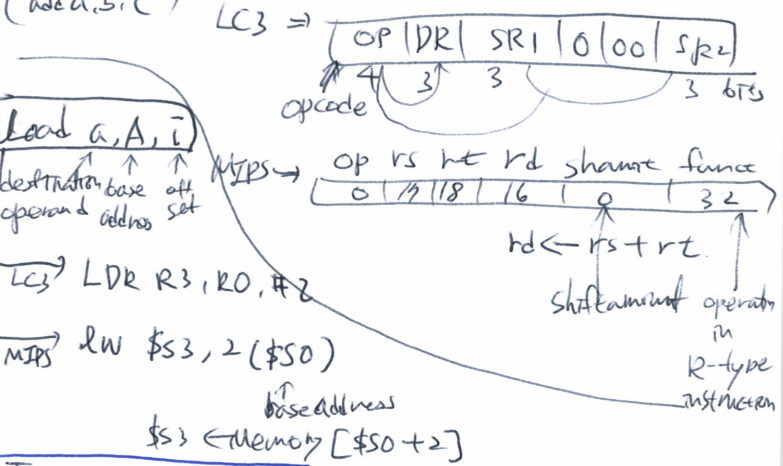 (add a, b, c)
LC3 ⇒ OP | DR | SR1 | 0 | 00 | SR2
4 3 3 3 bits
opcode
Load a, A, i
destination operand
base address
offset
MIPS → op rs rt rd shamt funct
0 17 18 16 0 32
rd ← rs + rt
shift amount
operation in R-type instruction
LC3 LDR R3, R0, #2
MIPS lw $s3, 2($s0)
base address
$s3 ← Memory [$s0+2]